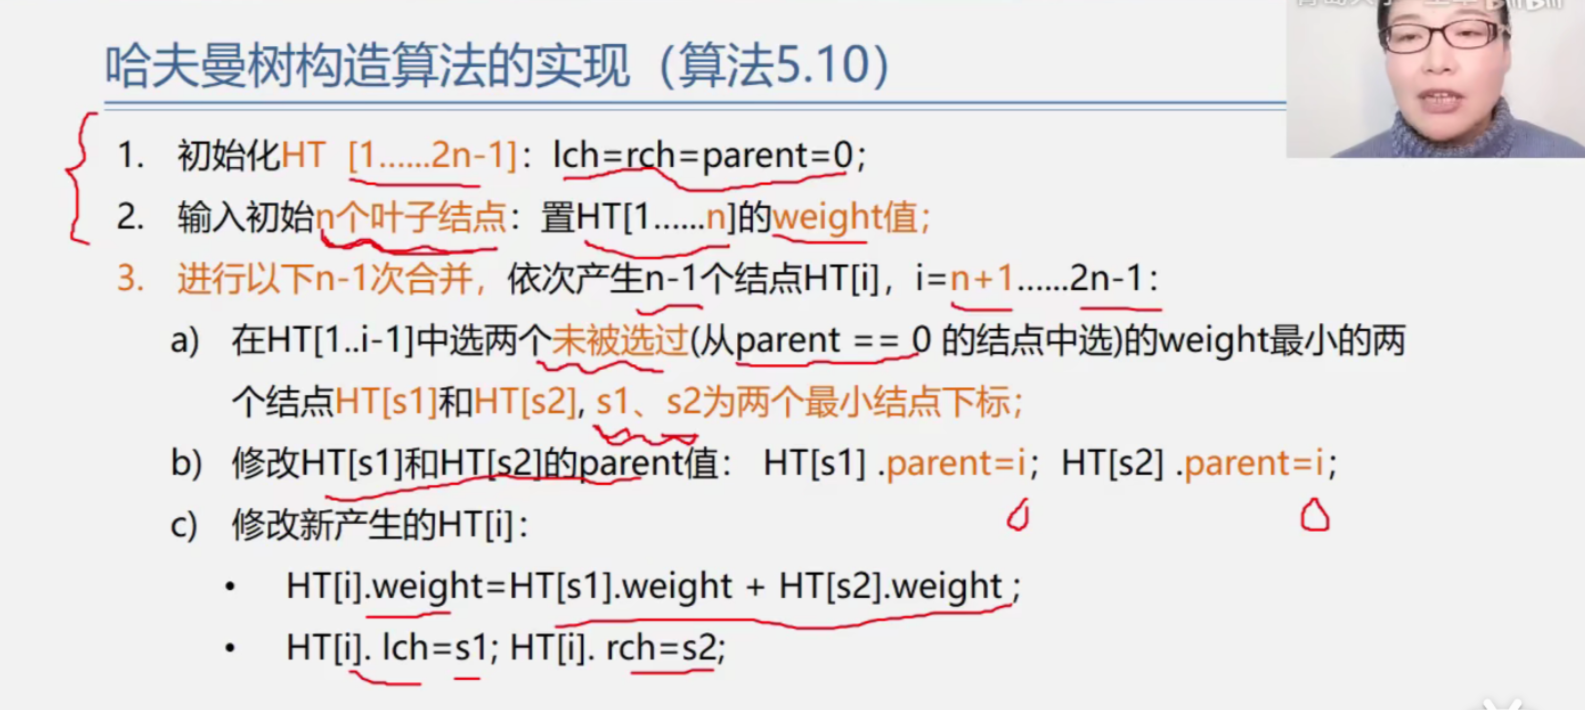 哈夫曼树构造算法的实现（算法5.10）
1. 初始化HT [1......2n-1]：lch=rch=parent=0；
2. 输入初始n个叶子结点：置HT[1......n]的weight值；
3. 进行以下n-1次合并，依次产生n-1个结点HT[i]，i=n+1......2n-1：
a) 在HT[1..i-1]中选两个未被选过(从parent == 0 的结点中选)的weight最小的两
个结点HT[s1]和HT[s2], s1、s2为两个最小结点下标；
b) 修改HT[s1]和HT[s2]的parent值： HT[s1] .parent=i；HT[s2] .parent=i；
c) 修改新产生的HT[i]：
• HT[i].weight=HT[s1].weight + HT[s2].weight ;
• HT[i]. lch=s1; HT[i]. rch=s2;